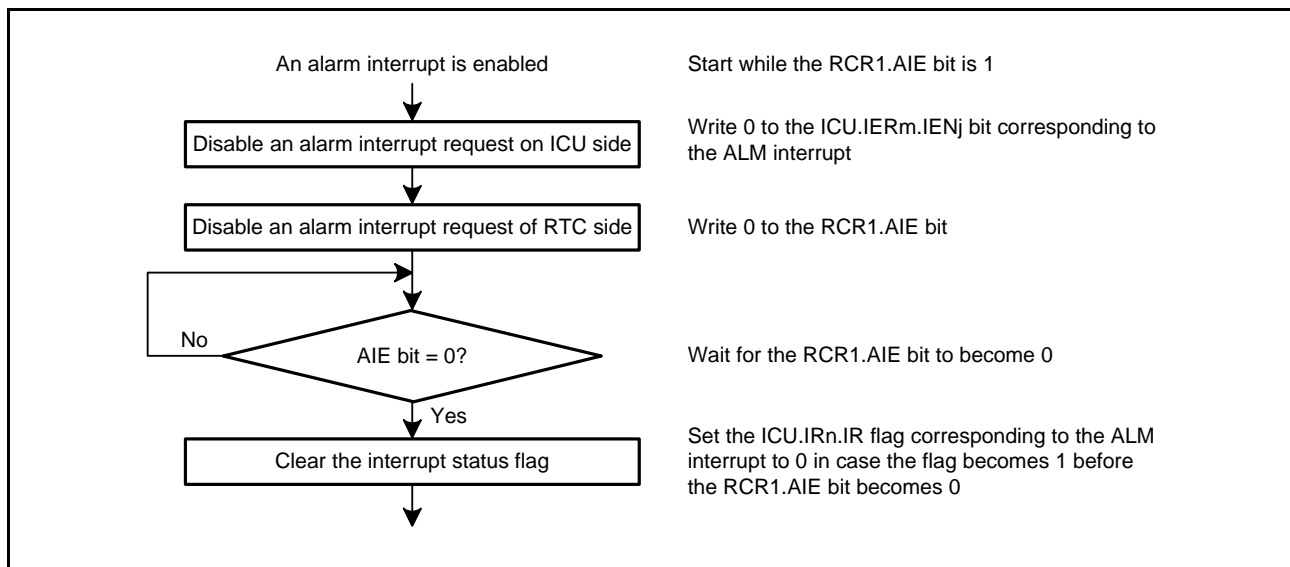 An alarm interrupt is enabled
Start while the RCR1.AIE bit is 1
Disable an alarm interrupt request on ICU side
Write 0 to the ICU.IERm.IENj bit corresponding to
the ALM interrupt
Disable an alarm interrupt request of RTC side
Write 0 to the RCR1.AIE bit
No
AIE bit = 0?
Wait for the RCR1.AIE bit to become 0
Yes
Clear the interrupt status flag
Set the ICU.IRn.IR flag corresponding to the ALM
interrupt to 0 in case the flag becomes 1 before
the RCR1.AIE bit becomes 0